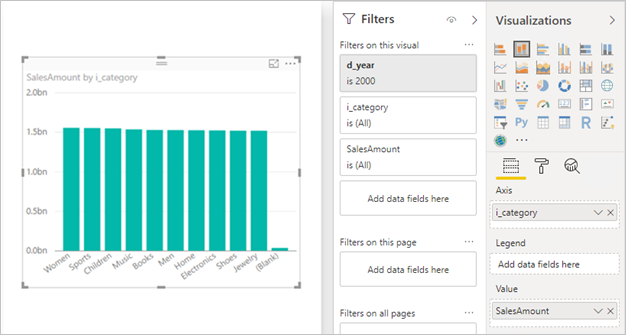 SalesAmount by i_category
2.0bn
1.5bn
1.0bn
0.5bn
0.0bn
Women
Sports
Children
Music
Books
Men
Home
Electronics
Shoes
Jewelry
(Blank)
Filters
Filters on this visual
d_year
is 2000
i_category
is (All)
SalesAmount
is (All)
Add data fields here
Filters on this page
Add data fields here
Filters on all pages
Visualizations
Py
R
Axis
i_category
Legend
Add data fields here
Value
SalesAmount